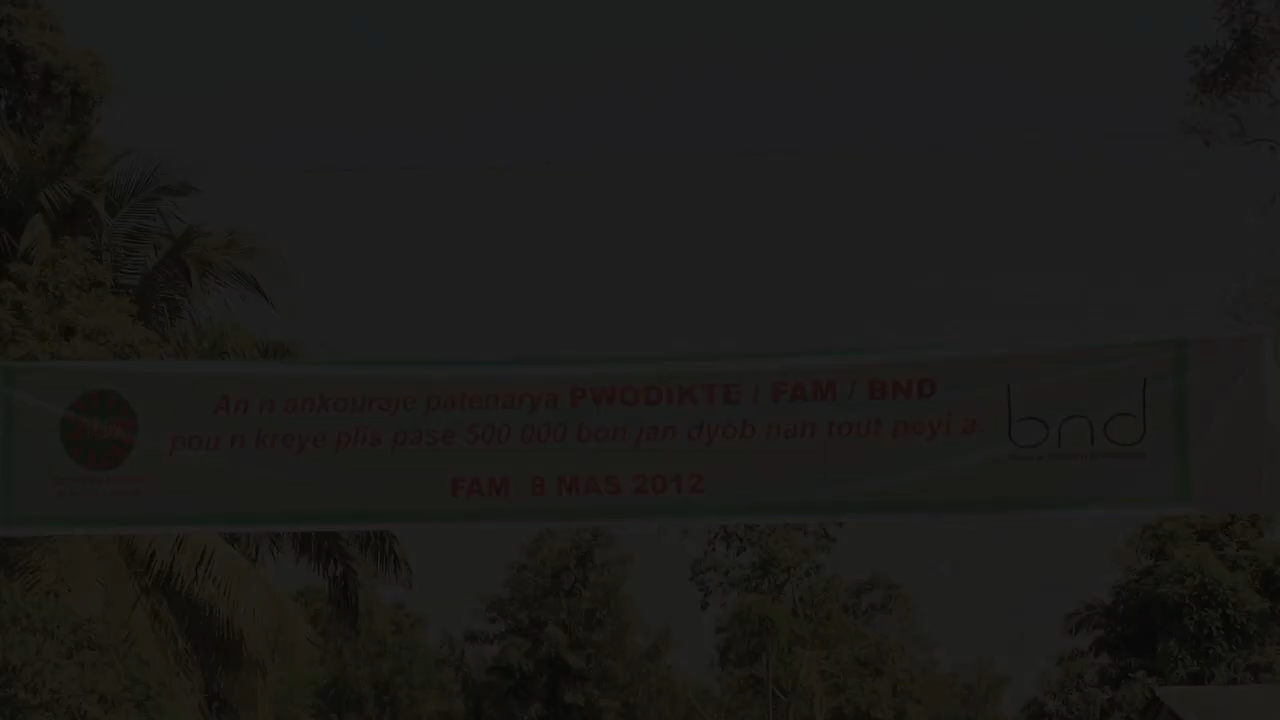 An n ankouraje patenarya PWODIKTE / FAM / BND
pou n kreye plis pase 500 000 bon jan dyob nan tout peyi a.
FAM 8 MAS 2012
bnd